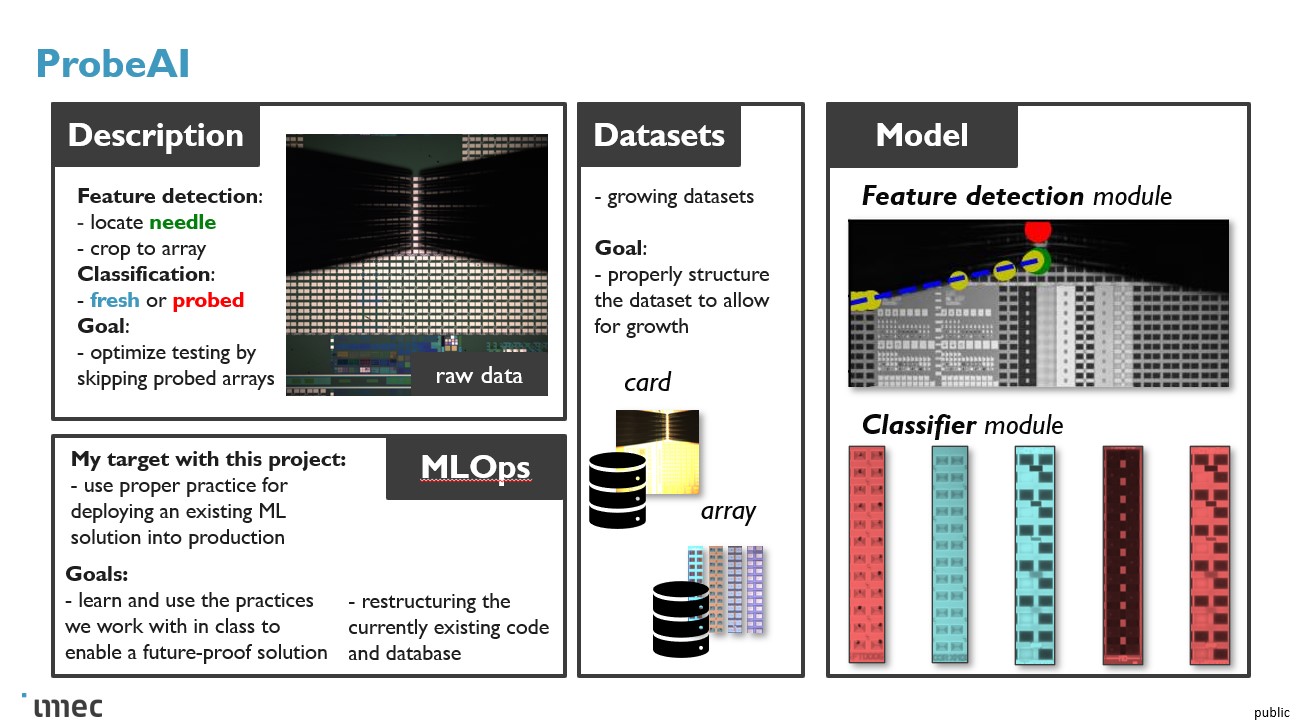 ProbeAI
Description
Feature detection:
- locate needle
- crop to array
Classification:
- fresh or probed
Goal:
- optimize testing by
skipping probed arrays
raw data
MLOps
My target with this project:
- use proper practice for
deploying an existing ML
solution into production
Goals:
- learn and use the practices
we work with in class to
enable a future-proof solution
- restructuring the
currently existing code
and database
Datasets
- growing datasets
Goal:
- properly structure
the dataset to allow
for growth
card
array
Model
Feature detection module
Classifier module
imec
public